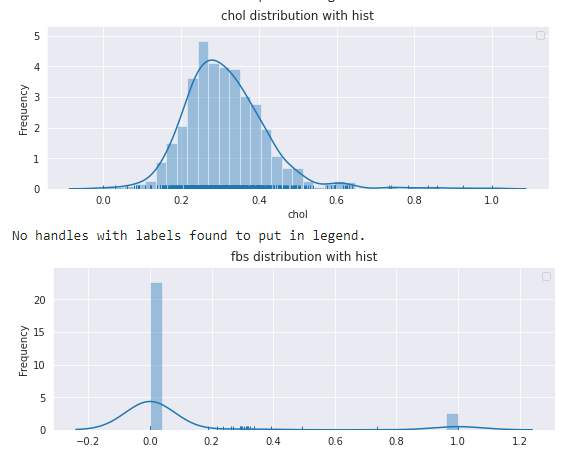 chol distribution with hist
5
4
3
2
1
0
Frequency
0.0 0.2 0.4 0.6 0.8 1.0
chol
No handles with labels found to put in legend.
fbs distribution with hist
20
15
10
5
0
Frequency
−0.2 0.0 0.2 0.4 0.6 0.8 1.0 1.2